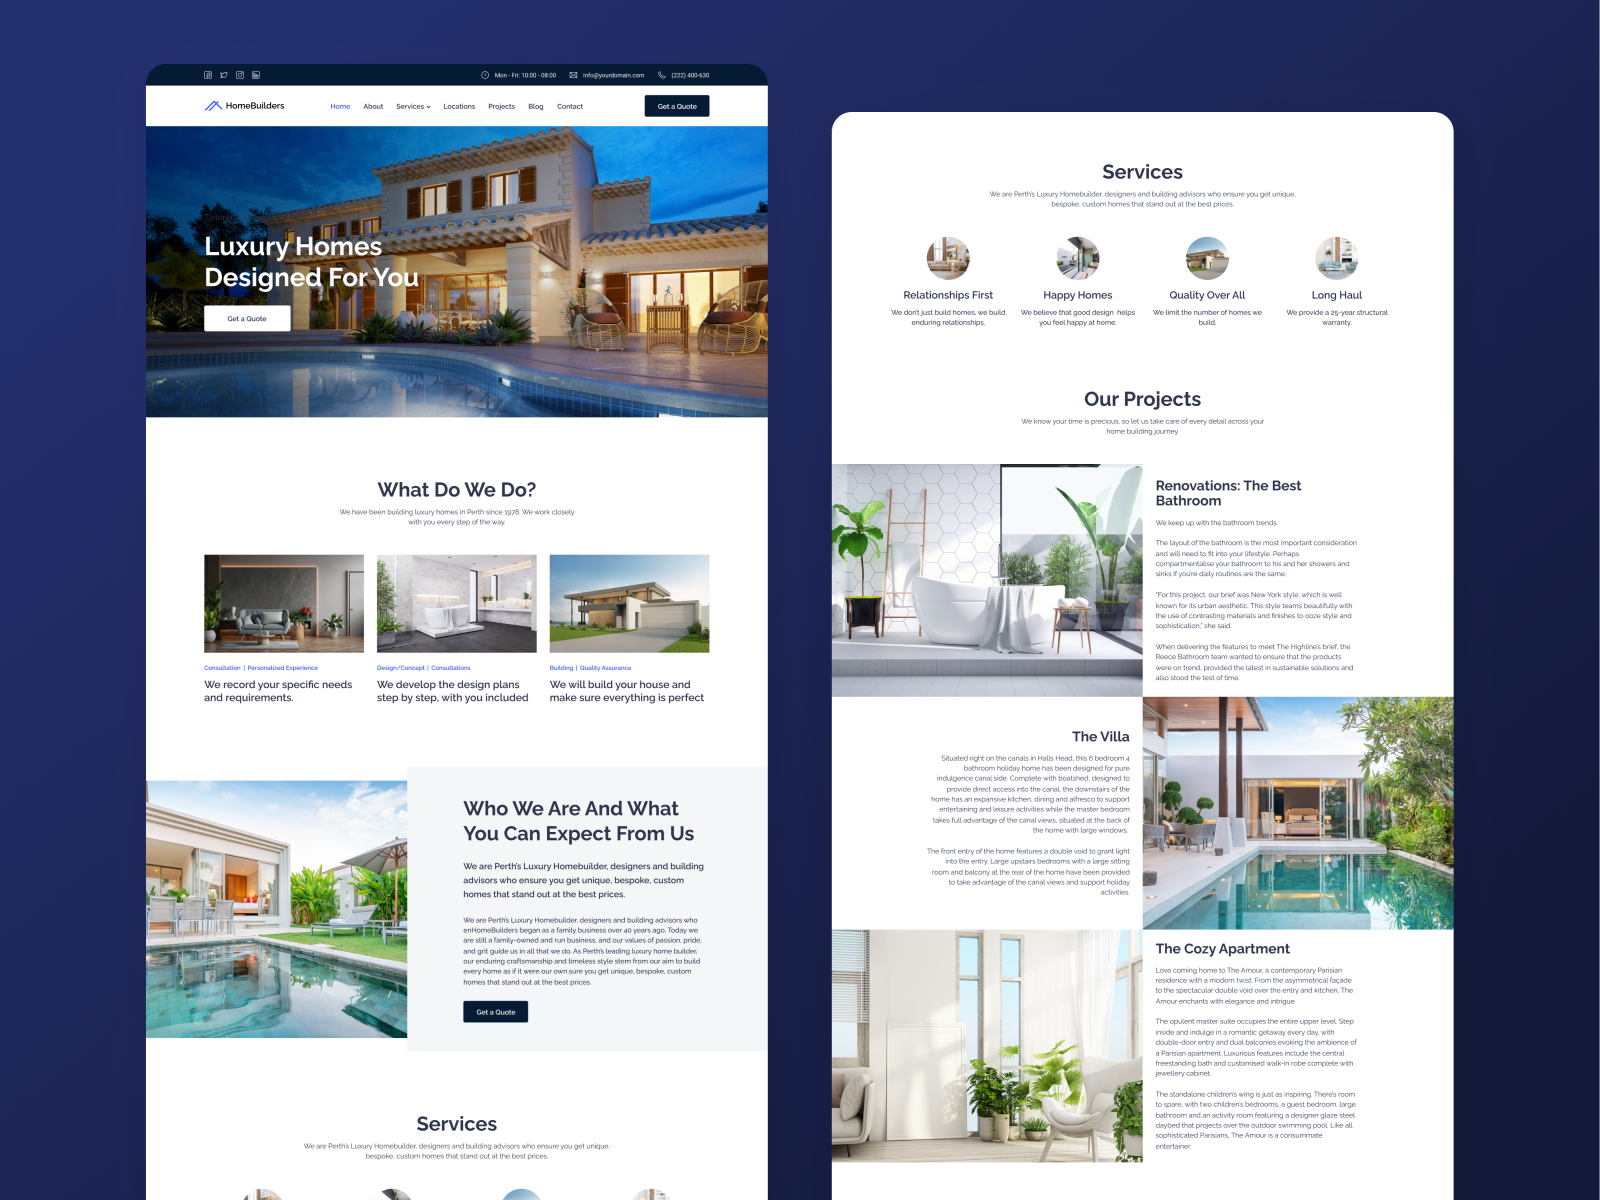 Mon - Fri: 10:00 - 08:00
info@yourdomain.com
(222) 400-630
HomeBuilders
Home
About
Services
Locations
Projects
Blog
Contact
Get a Quote
Tailored
Luxury Homes
Designed For You
Get a Quote
What Do We Do?
We have been building luxury homes in Perth since 1978. We work closely
with you every step of the way.
Consultation | Personalized Experience
We record your specific needs
and requirements.
Design/Concept | Consultations
We develop the design plans
step by step, with you included
Building | Quality Assurance
We will build your house and
make sure everything is perfect
Who We Are And What
You Can Expect From Us
We are Perth's Luxury Homebuilder, designers and building
advisors who ensure you get unique, bespoke, custom
homes that stand out at the best prices.
We are Perth's Luxury Homebuilder, designers and building advisors who
enHomeBuilders began as a family business over 40 years ago. Today we
are still a family-owned and run business, and our values of passion, pride,
and grit guide us in all that we do. As Perth's leading luxury home builder,
our enduring craftsmanship and timeless style stem from our aim to build
every home as if it were our own.sure you get unique, bespoke, custom
homes that stand out at the best prices.
Get a Quote
Services
We are Perth's Luxury Homebuilder, designers and building advisors who ensure you get unique,
bespoke, custom homes that stand out at the best prices.
Services
We are Perth's Luxury Homebuilder, designers and building advisors who ensure you get unique,
bespoke, custom homes that stand out at the best prices.
Relationships First
We don't just build homes, we build
enduring relationships.
Happy Homes
We believe that good design helps
you feel happy at home.
Quality Over All
We limit the number of homes we
build.
Long Haul
We provide a 25-year structural
warranty.
Our Projects
We know your time is precious, so let us take care of every detail across your
home building journey.
Renovations: The Best
Bathroom
We keep up with the bathroom trends.
The layout of the bathroom is the most important consideration
and will need to fit into your lifestyle. Perhaps
compartmentalise your bathroom to his and her showers and
sinks if you're daily routines are the same.
"For this project, our brief was New York style, which is well
known for its urban aesthetic. This style teams beautifully with
the use of contrasting materials and finishes to ooze style and
sophistication," she said.
When delivering the features to meet The Highline's brief, the
Reece Bathroom team wanted to ensure that the products
were on trend, provided the latest in sustainable solutions and
also stood the test of time.
The Villa
Situated right on the canals in Halls Head, this 6 bedroom 4
bathroom holiday home has been designed for pure
indulgence canal side. Complete with boatshed, designed to
provide direct access into the canal, the downstairs of the
home has an expansive kitchen, dining and alfresco to support
entertaining and leisure activities while the master bedroom
takes full advantage of the canal views, situated at the back of
the home with large windows.
The front entry of the home features a double void to grant light
into the entry. Large upstairs bedrooms with a large sitting
room and balcony at the rear of the home have been provided
to take advantage of the canal views and support holiday
activities.
The Cozy Apartment
Love coming home to The Amour, a contemporary Parisian
residence with a modern twist. From the asymmetrical façade
to the spectacular double void over the entry and kitchen, The
Amour enchants with elegance and intrigue.
The opulent master suite occupies the entire upper level. Step
inside and indulge in a romantic getaway every day, with
double-door entry and dual balconies evoking the ambience of
a Parisian apartment. Luxurious features include the central
freestanding bath and customised walk-in robe complete with
jewellery cabinet.
The standalone children's wing is just as inspiring. There's room
to spare, with two children's bedrooms, a guest bedroom, large
bathroom and an activity room featuring a designer glaze steel
daybed that projects over the outdoor swimming pool. Like all
sophisticated Parisians, The Amour is a consummate
entertainer.